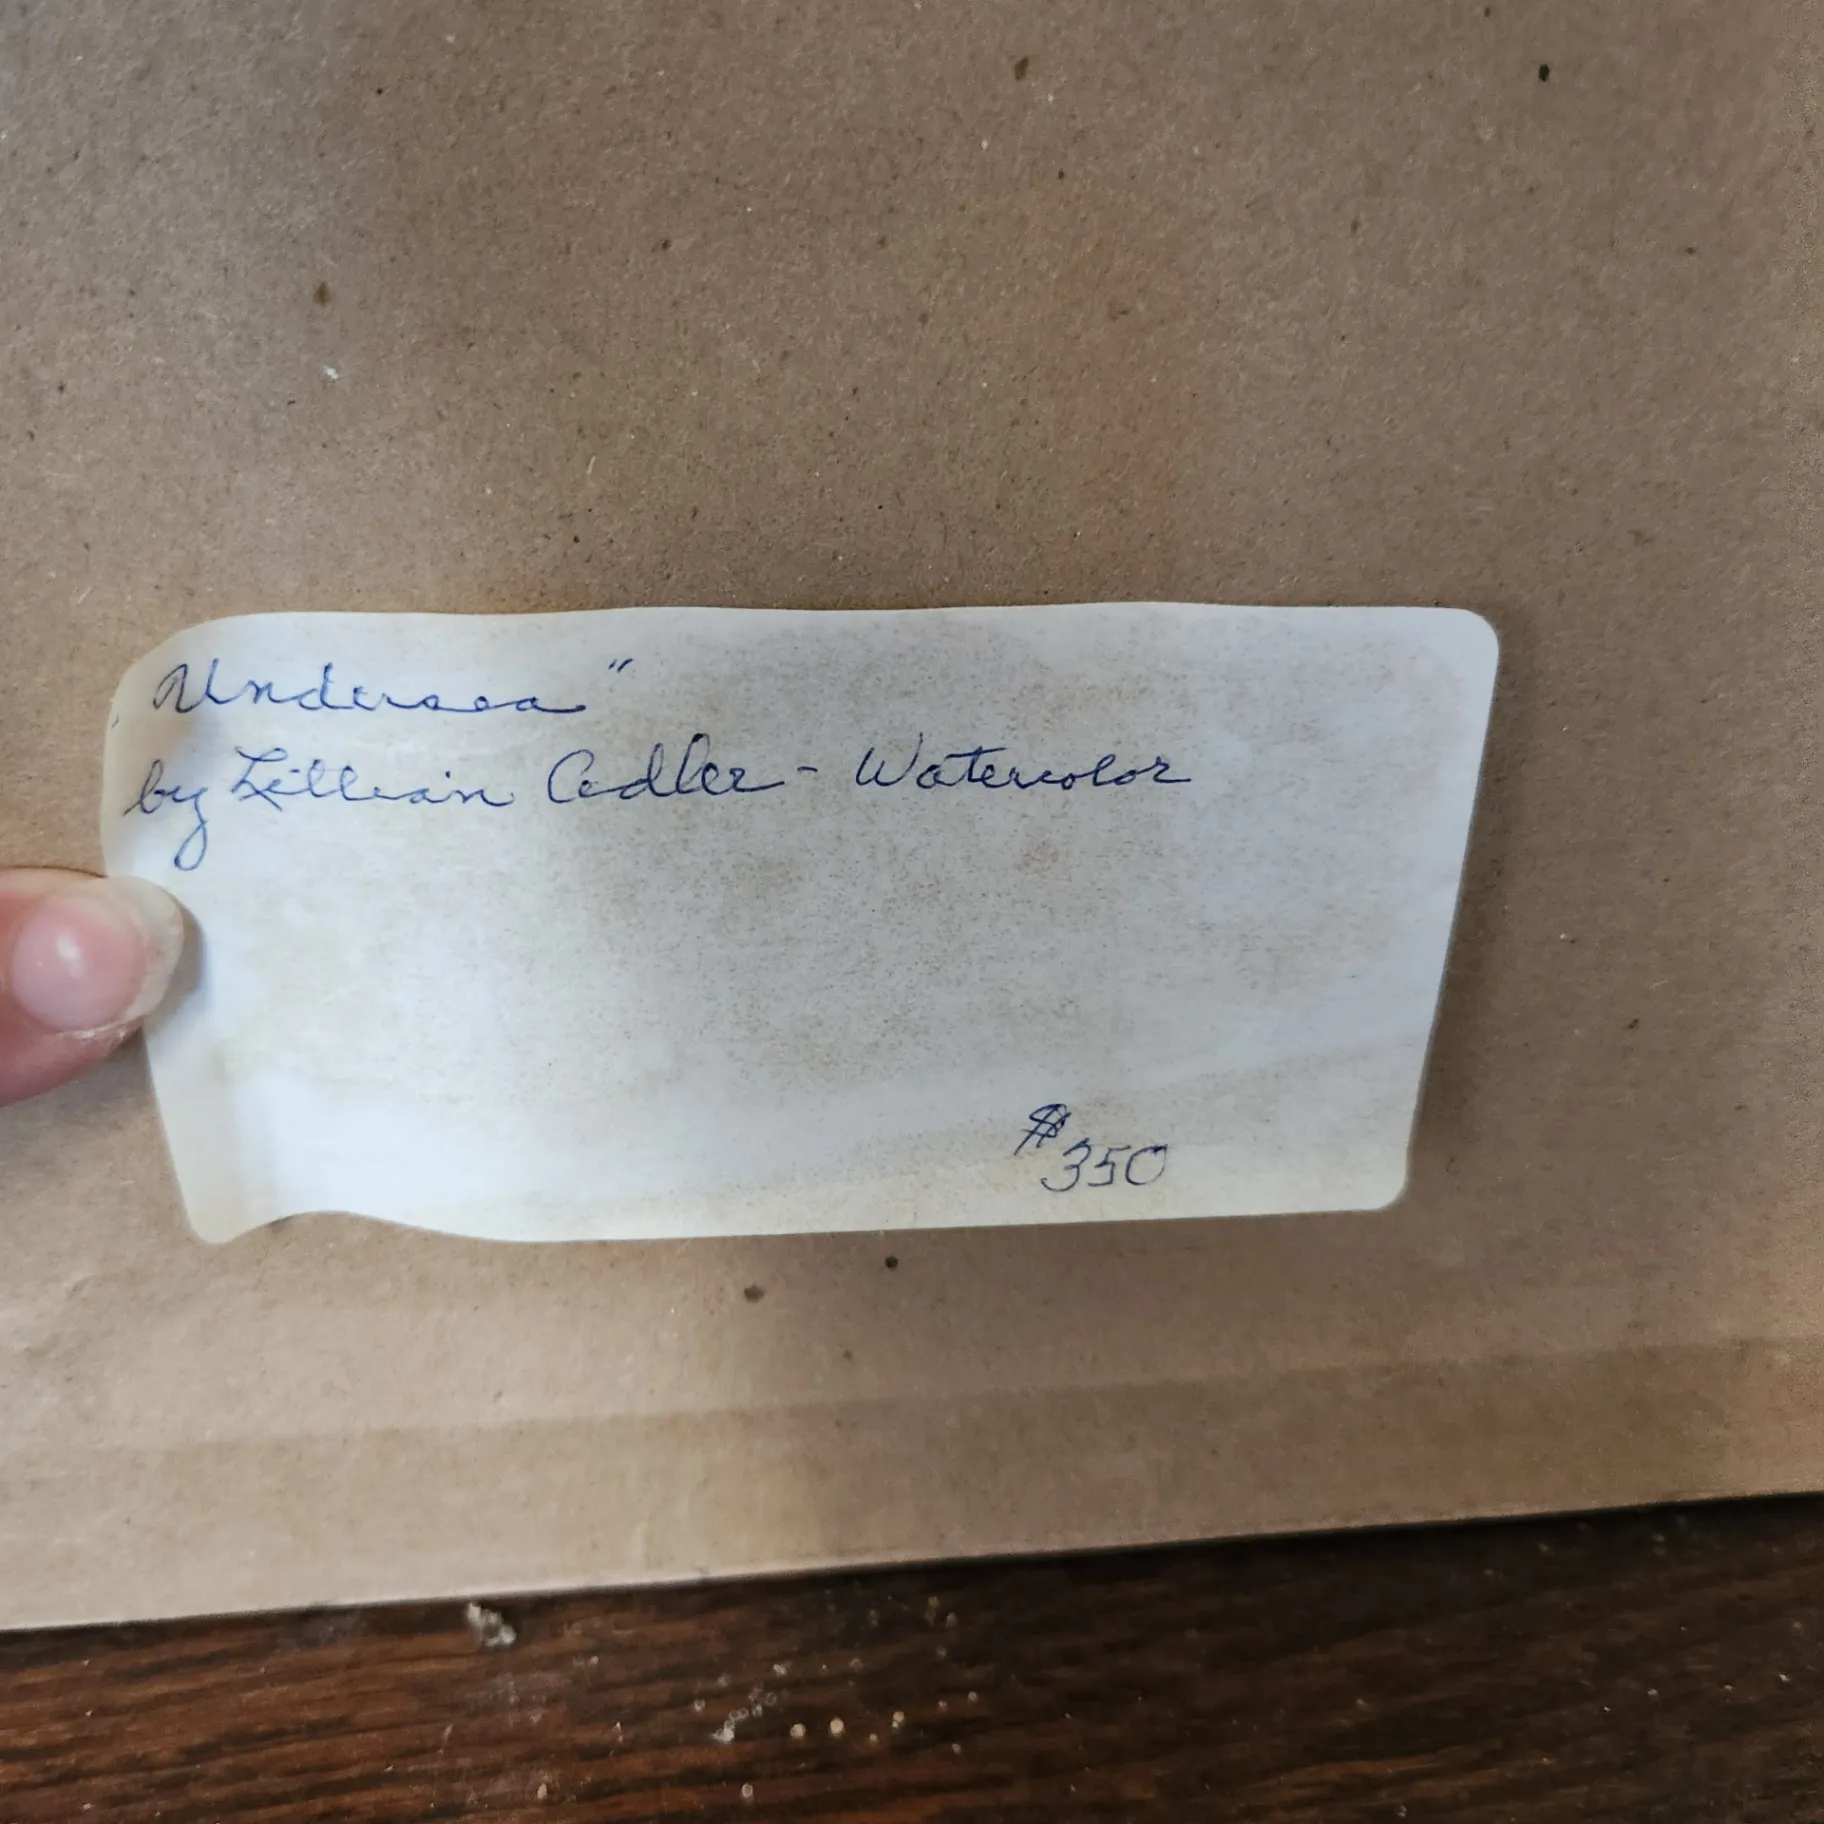 "Undersea"
by Lillian Adler - Watercolor
$350